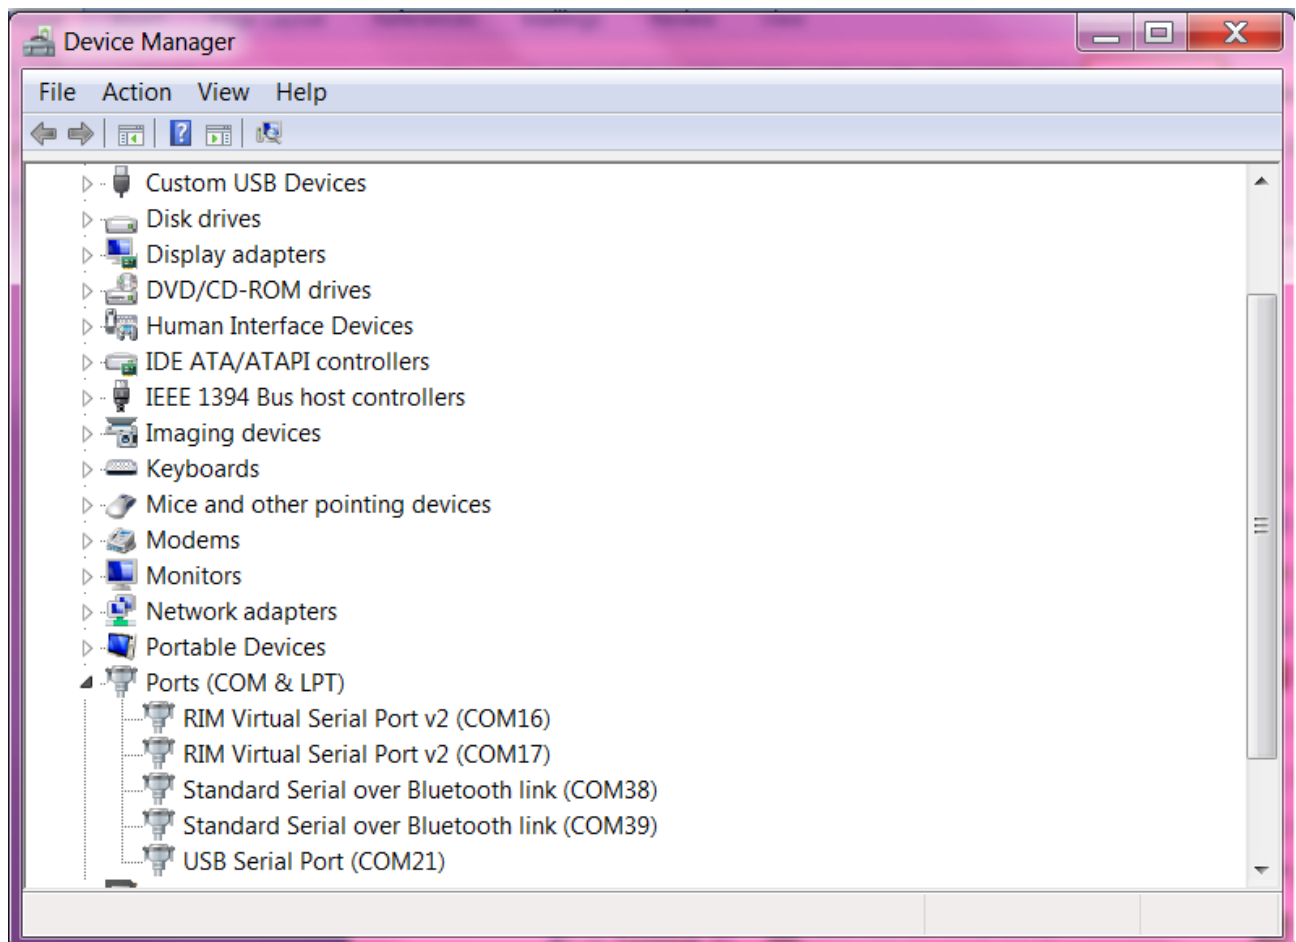 Device Manager
File Action View Help
Custom USB Devices
Disk drives
Display adapters
DVD/CD-ROM drives
Human Interface Devices
IDE ATA/ATAPI controllers
IEEE 1394 Bus host controllers
Imaging devices
Keyboards
Mice and other pointing devices
Modems
Monitors
Network adapters
Portable Devices
Ports (COM & LPT)
RIM Virtual Serial Port v2 (COM16)
RIM Virtual Serial Port v2 (COM17)
Standard Serial over Bluetooth link (COM38)
Standard Serial over Bluetooth link (COM39)
USB Serial Port (COM21)